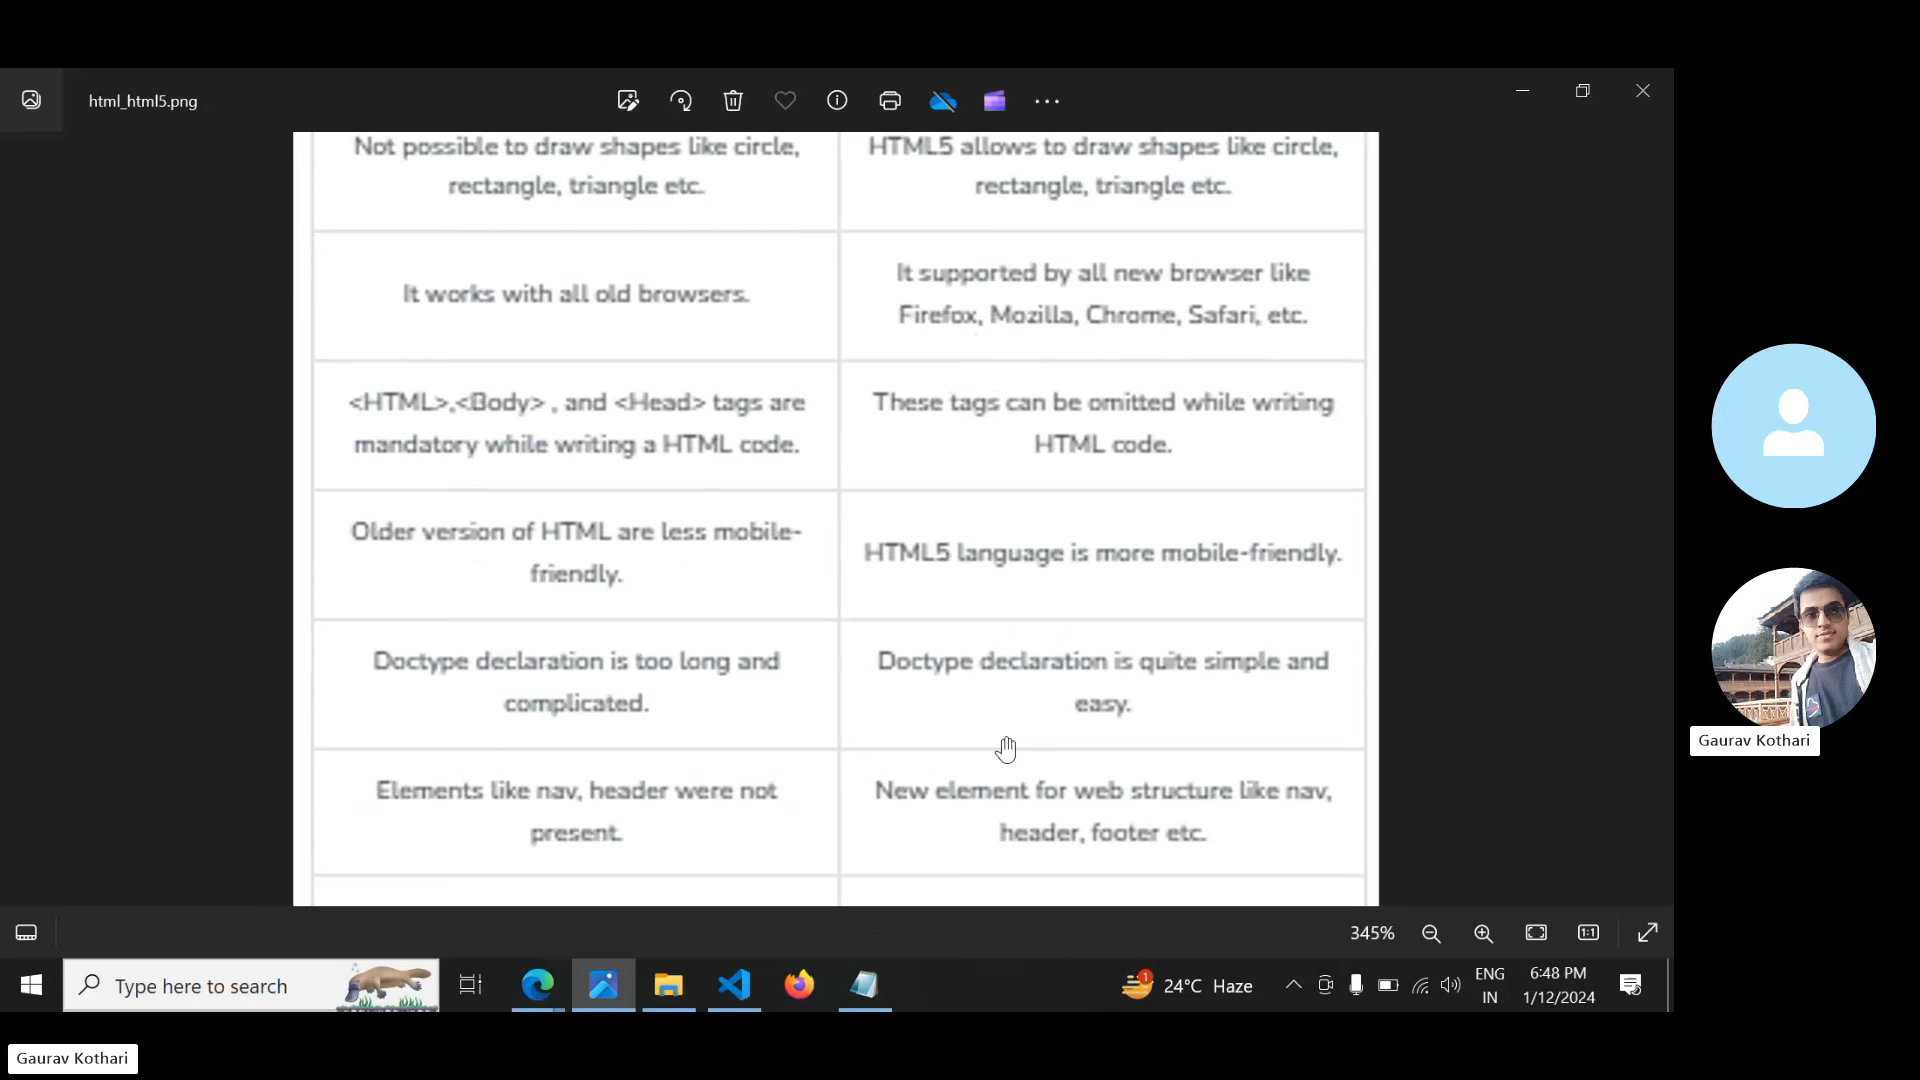 html_html5.png
Not possible to draw shapes like circle,
rectangle, triangle etc.
HTML5 allows to draw shapes like circle,
rectangle, triangle etc.
It works with all old browsers.
It supported by all new browser like
Firefox, Mozilla, Chrome, Safari, etc.
<HTML>,<Body> , and <Head> tags are
mandatory while writing a HTML code.
These tags can be omitted while writing
HTML code.
Older version of HTML are less mobile-
friendly.
HTML5 language is more mobile-friendly.
Doctype declaration is too long and
complicated.
Doctype declaration is quite simple and
easy.
Elements like nav, header were not
present.
New element for web structure like nav,
header, footer etc.
Gaurav Kothari
345%
1:1
Type here to search
1
24°C Haze
ENG
IN
6:48 PM
1/12/2024
Gaurav Kothari